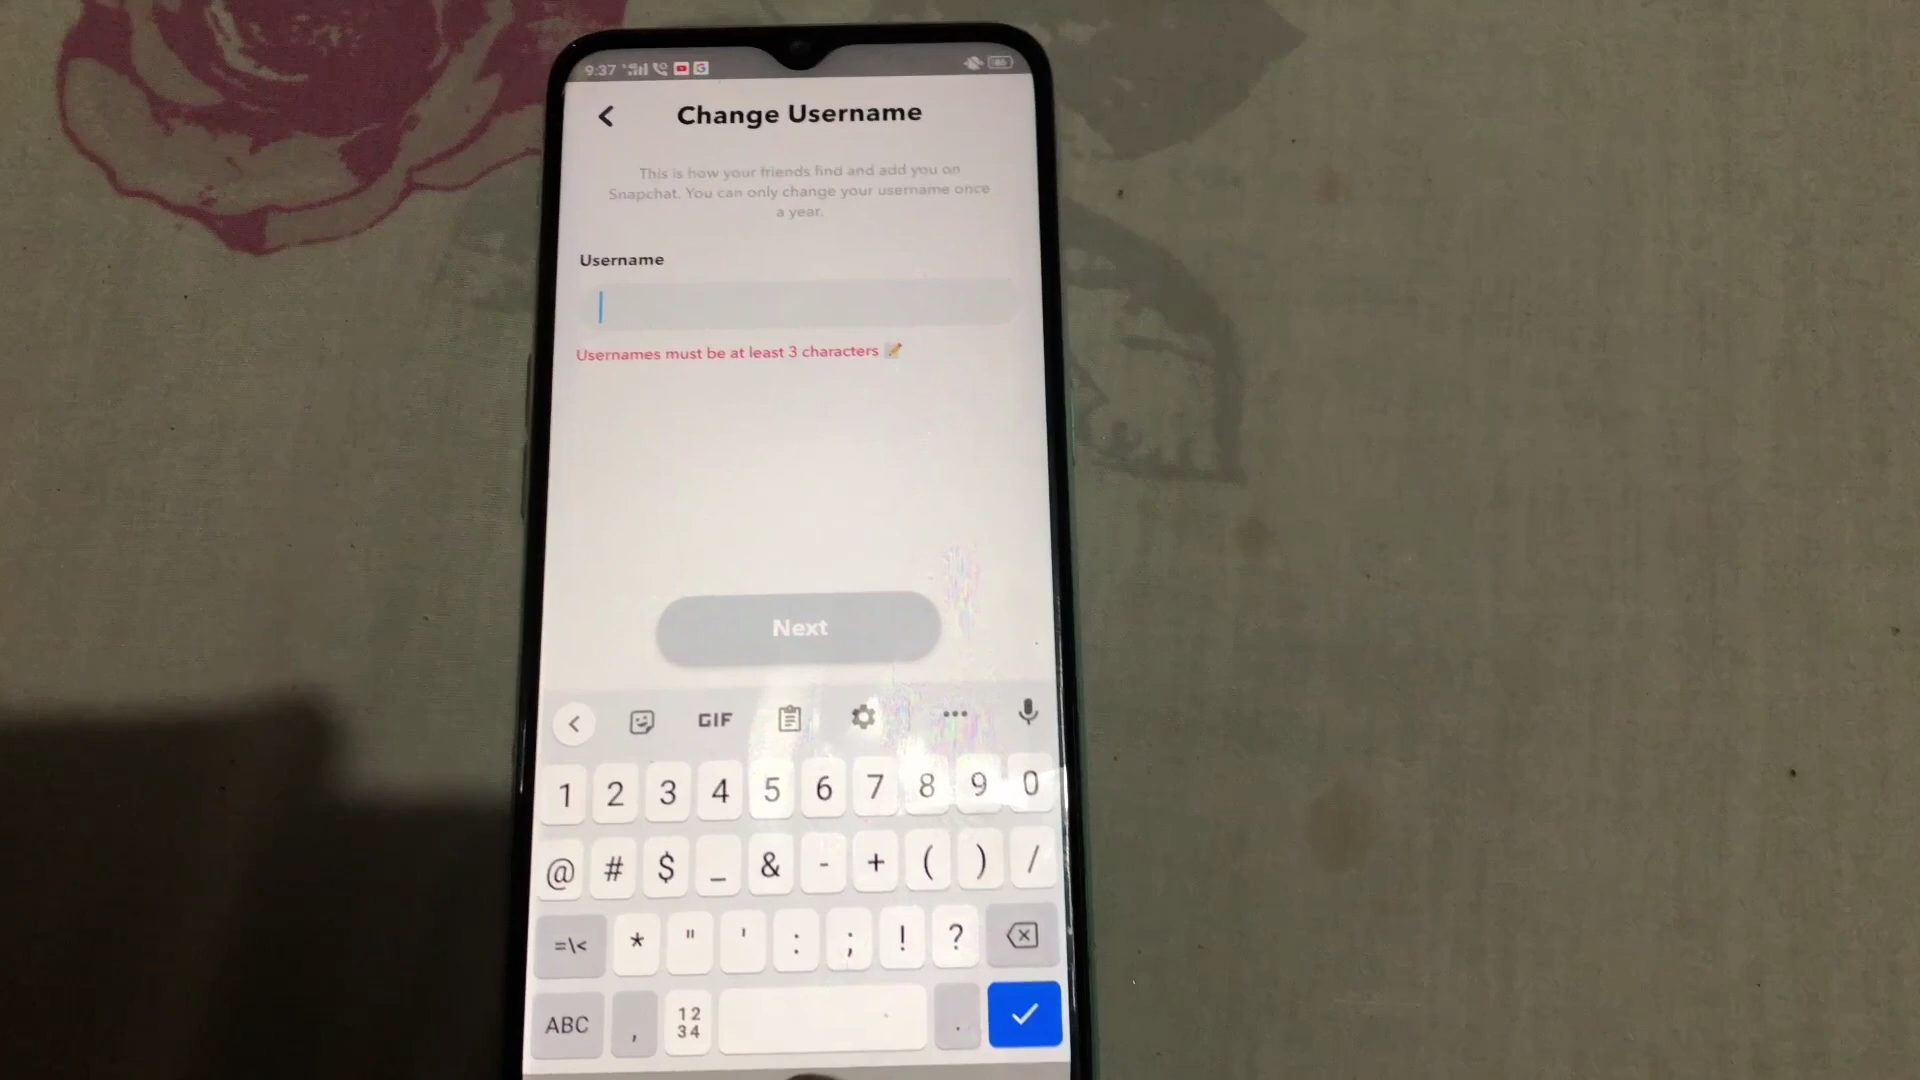 9:37
Change Username
This is how your friends find and add you on
Snapchat. You can only change your username once
a year.
Username
Usernames must be at least 3 characters 📝
Next
GIF
1 2 3 4 5 6 7 8 9 0
@ # $ _ & - + ( ) /
=\< * " ' : ; ! ?
ABC , 12 34 .